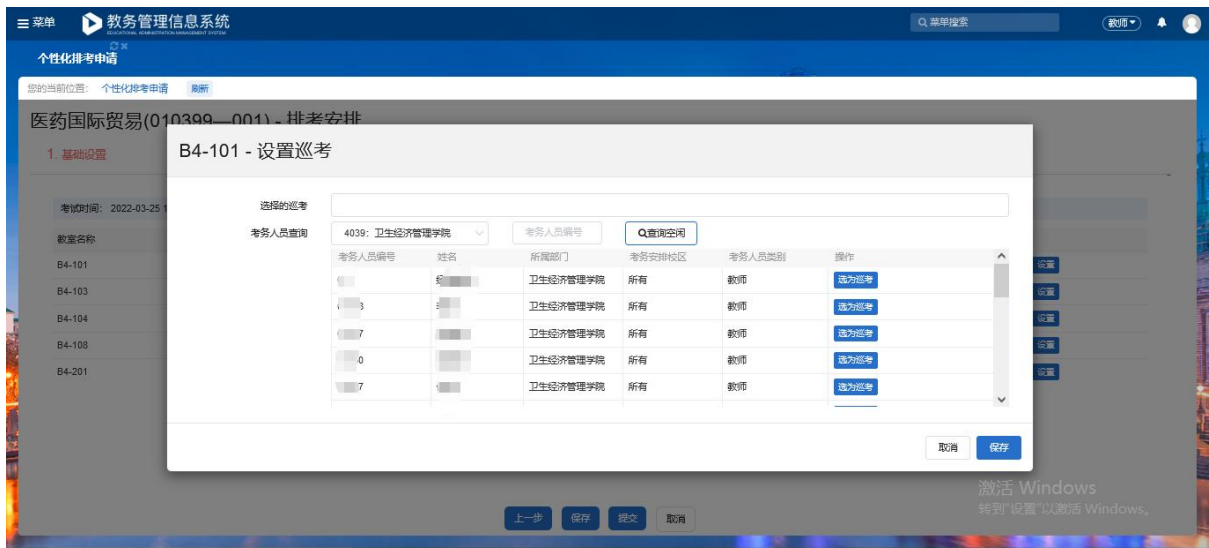 菜单 教务管理信息系统 菜单搜索 教师
EDUCATIONAL ADMINISTRATION MANAGEMENT SYSTEM
个性化排考申请
您的当前位置： 个性化排考申请 刷新
医药国际贸易(010399—001) - 排考安排
1. 基础设置
B4-101 - 设置巡考
选择的巡考
考试时间： 2022-03-25 1
考务人员查询 4039：卫生经济管理学院 考务人员编号 查询空闲
教室名称
考务人员编号 姓名 所属部门 考务安排校区 考务人员类别 操作
B4-101 设置
卫生经济管理学院 所有 教师 选为巡考
B4-103 设置
3 卫生经济管理学院 所有 教师 选为巡考
B4-104 设置
7 卫生经济管理学院 所有 教师 选为巡考
B4-108 设置
0 卫生经济管理学院 所有 教师 选为巡考
B4-201 设置
7 卫生经济管理学院 所有 教师 选为巡考
取消 保存
激活 Windows
转到"设置"以激活 Windows。
上一步 保存 提交 取消